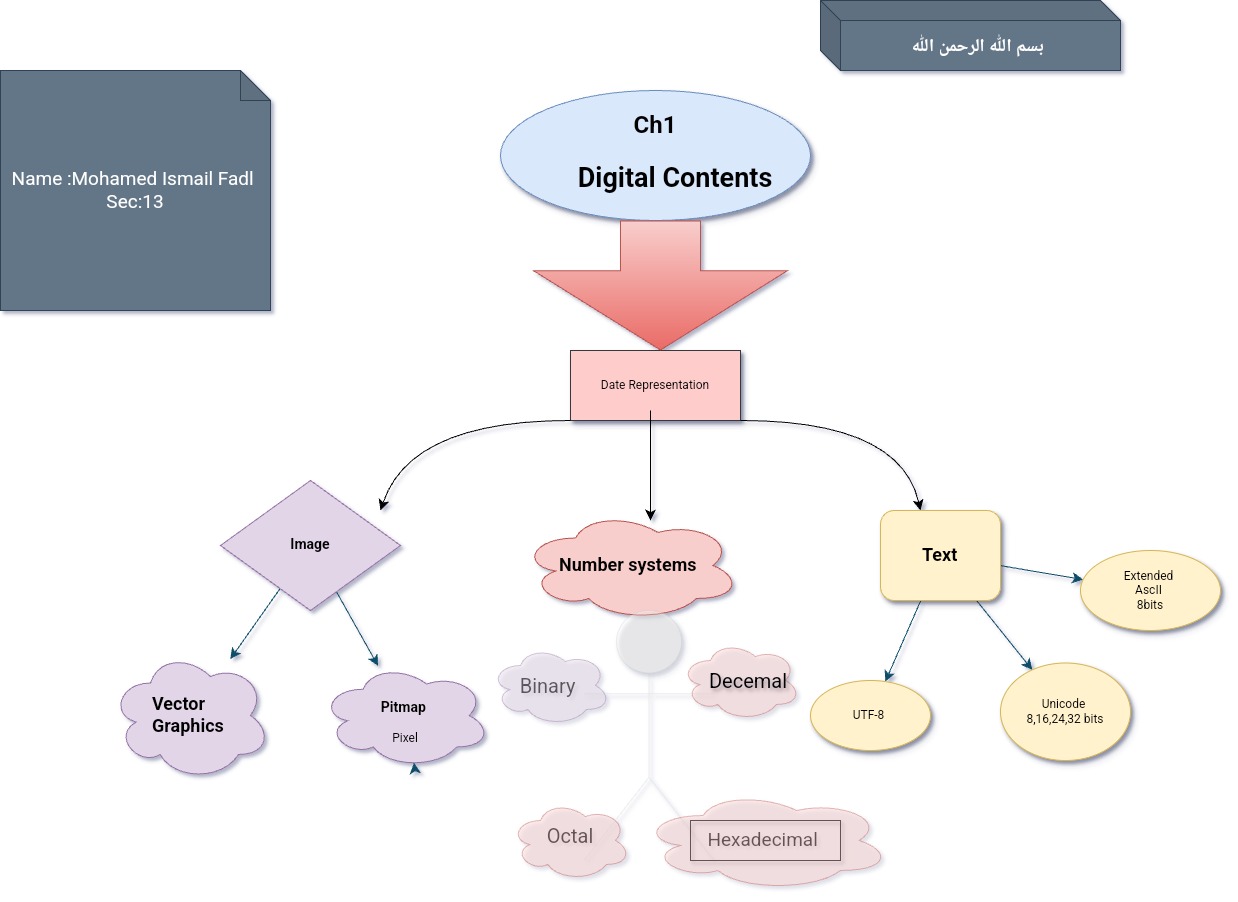 بسم الله الرحمن الله
Name :Mohamed Ismail Fadl
Sec:13
Ch1
Digital Contents
Date Representation
Image
Number systems
Text
Extended
AscII
8bits
Vector
Graphics
Pitmap
Pixel
Binary
Decemal
UTF-8
Unicode
8,16,24,32 bits
Octal
Hexadecimal